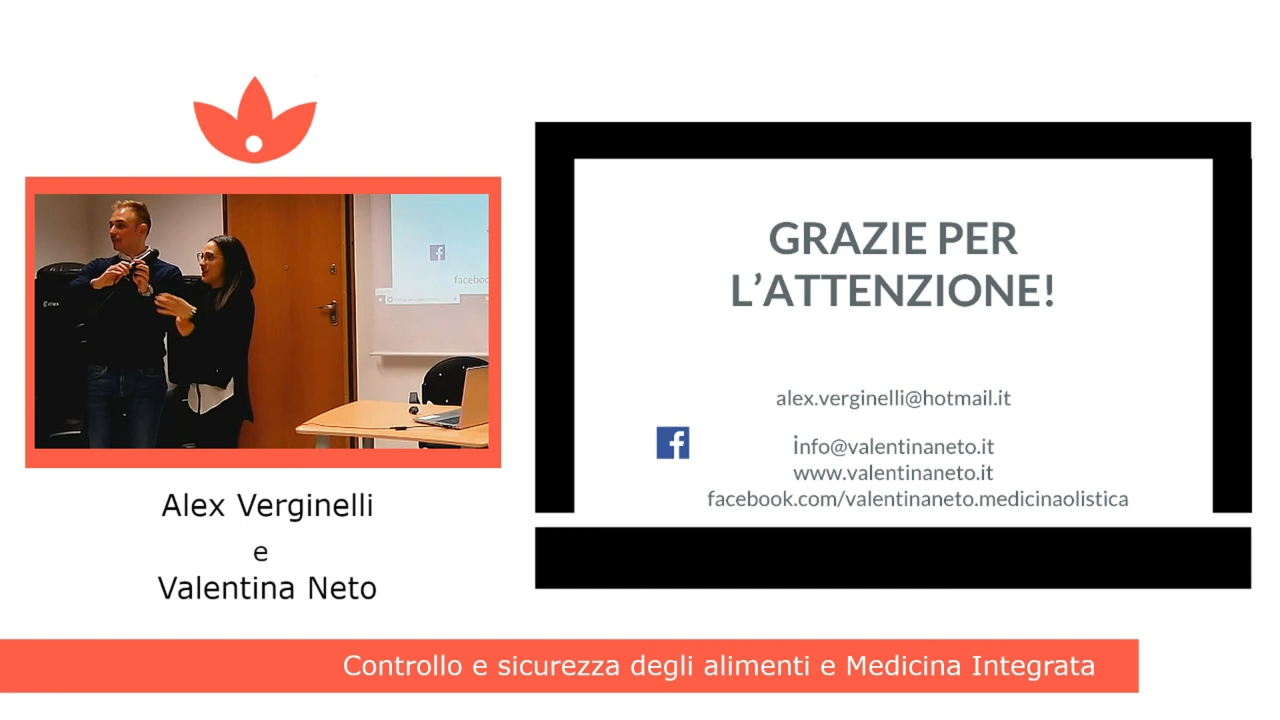 faceboo
Alex Verginelli
e
Valentina Neto
GRAZIE PER
L'ATTENZIONE!
alex.verginelli@hotmail.it
info@valentinaneto.it
www.valentinaneto.it
facebook.com/valentinaneto.medicinaolistica
Controllo e sicurezza degli alimenti e Medicina Integrata